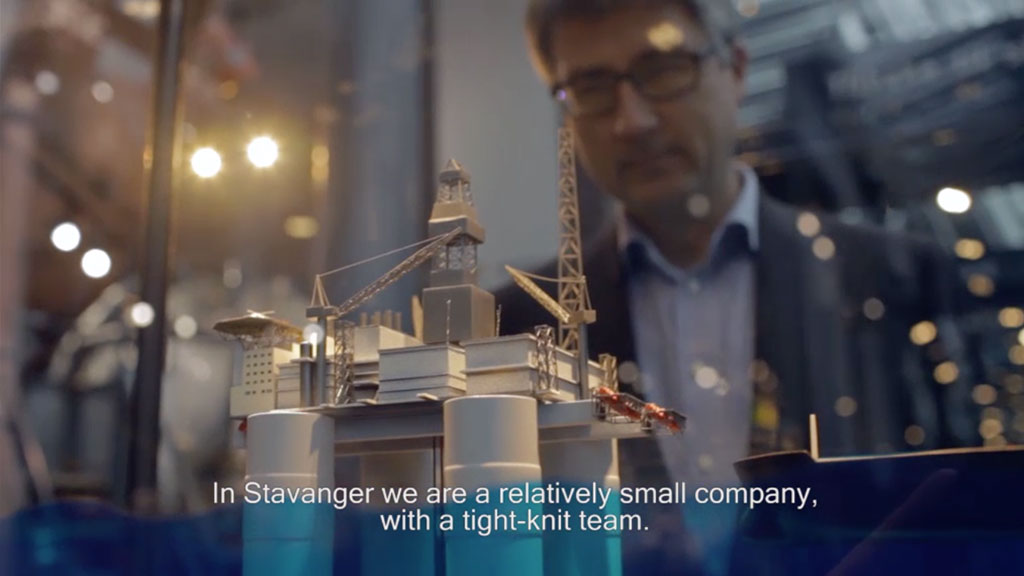 In Stavanger we are a relatively small company,
with a tight-knit team.